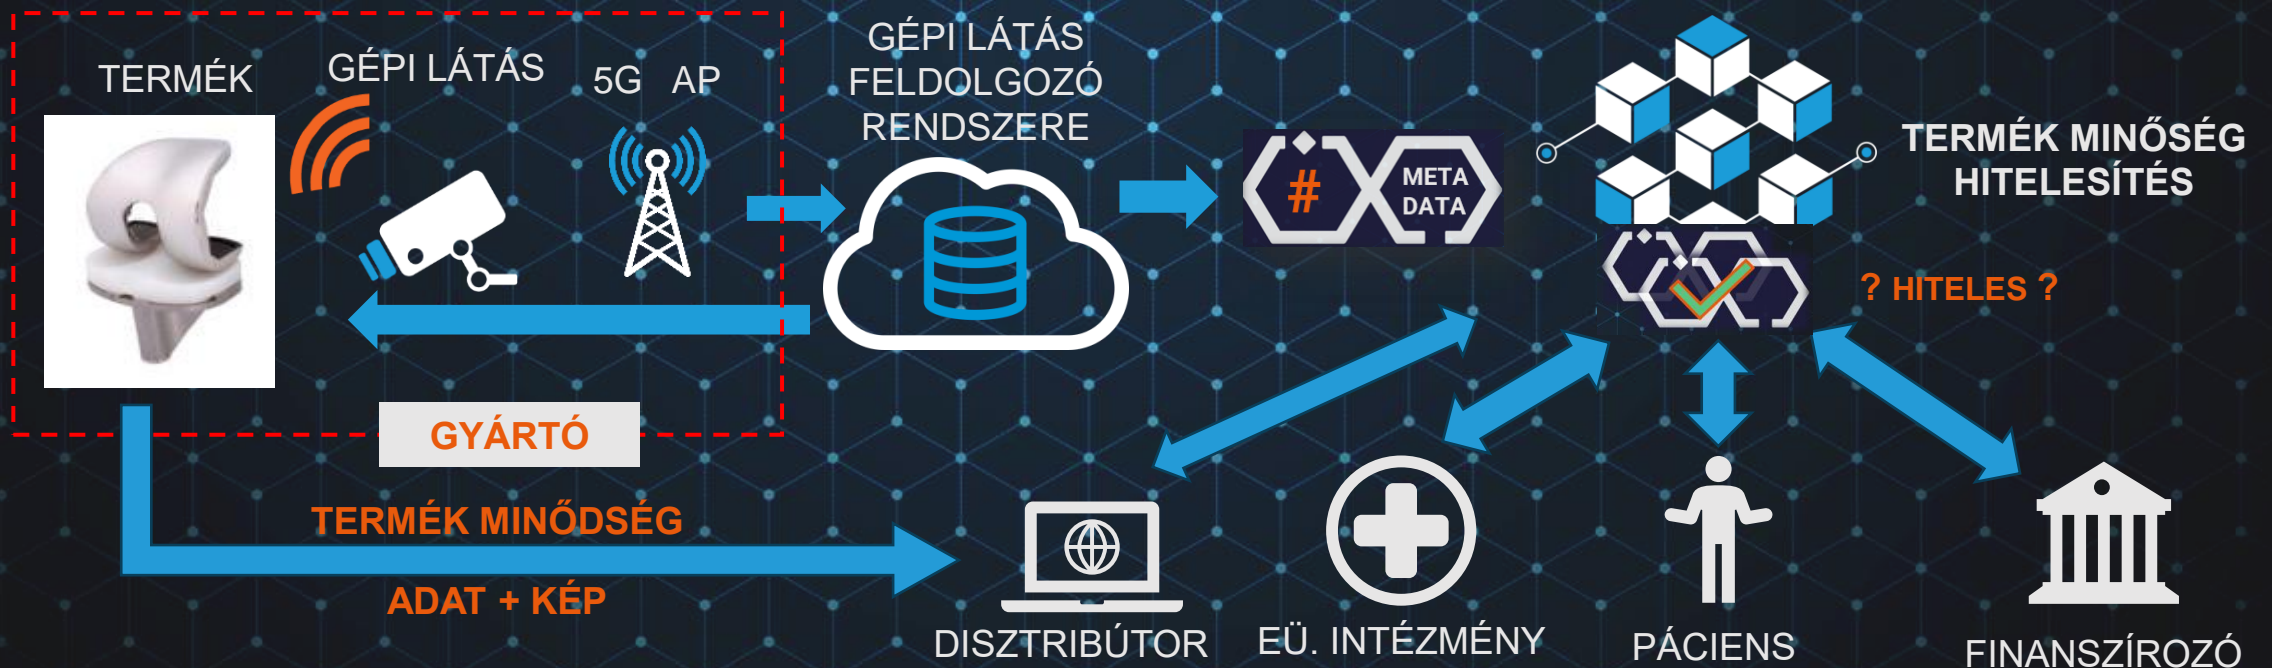 TERMÉK
GÉPI LÁTÁS
5G AP
GÉPI LÁTÁS
FELDOLGOZÓ
RENDSZERE
#
META
DATA
TERMÉK MINŐSÉG
HITELESÍTÉS
? HITELES ?
GYÁRTÓ
TERMÉK MINŐDSÉG
ADAT + KÉP
DISZTRIBÚTOR
EÜ. INTÉZMÉNY
PÁCIENS
FINANSZÍROZÓ